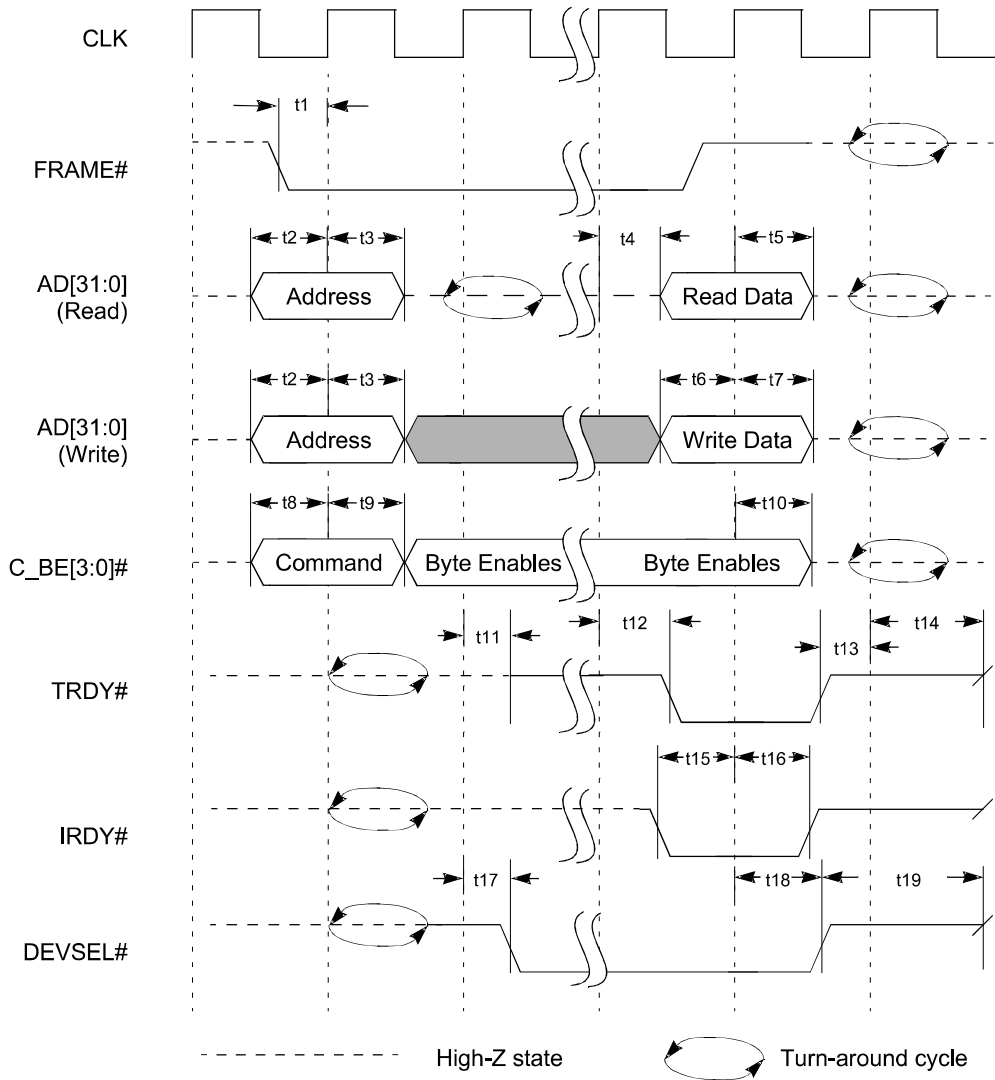 CLK
t1
FRAME#
t2 t3 t4 t5
AD[31:0]
(Read)
Address Read Data
t2 t3 t6 t7
AD[31:0]
(Write)
Address Write Data
t8 t9 t10
C_BE[3:0]# Command Byte Enables Byte Enables
t11 t12 t13 t14
TRDY#
t15 t16
IRDY#
t17 t18 t19
DEVSEL#
High-Z state Turn-around cycle